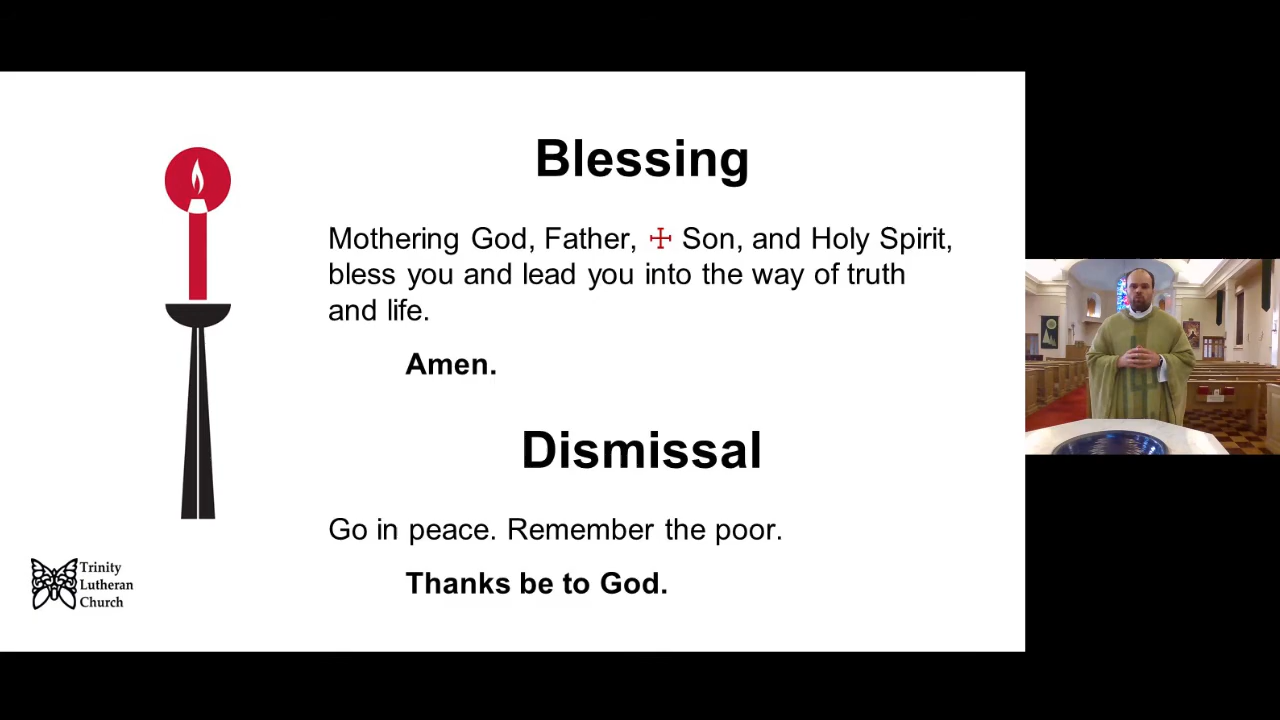 Blessing
Mothering God, Father, ☩ Son, and Holy Spirit,
bless you and lead you into the way of truth
and life.
Amen.
Dismissal
Go in peace. Remember the poor.
Thanks be to God.
Trinity
Lutheran
Church